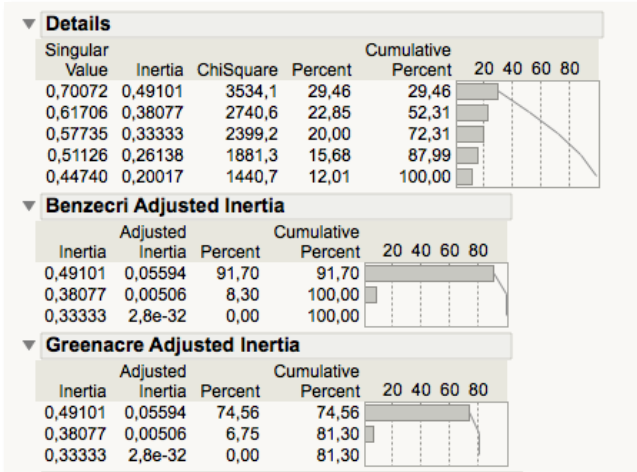 Details
Singular Value Inertia ChiSquare Percent Cumulative Percent 20 40 60 80
0,70072 0,49101 3534,1 29,46 29,46
0,61706 0,38077 2740,6 22,85 52,31
0,57735 0,33333 2399,2 20,00 72,31
0,51126 0,26138 1881,3 15,68 87,99
0,44740 0,20017 1440,7 12,01 100,00
Benzecri Adjusted Inertia
Inertia Adjusted Inertia Percent Cumulative Percent 20 40 60 80
0,49101 0,05594 91,70 91,70
0,38077 0,00506 8,30 100,00
0,33333 2,8e-32 0,00 100,00
Greenacre Adjusted Inertia
Inertia Adjusted Inertia Percent Cumulative Percent 20 40 60 80
0,49101 0,05594 74,56 74,56
0,38077 0,00506 6,75 81,30
0,33333 2,8e-32 0,00 81,30